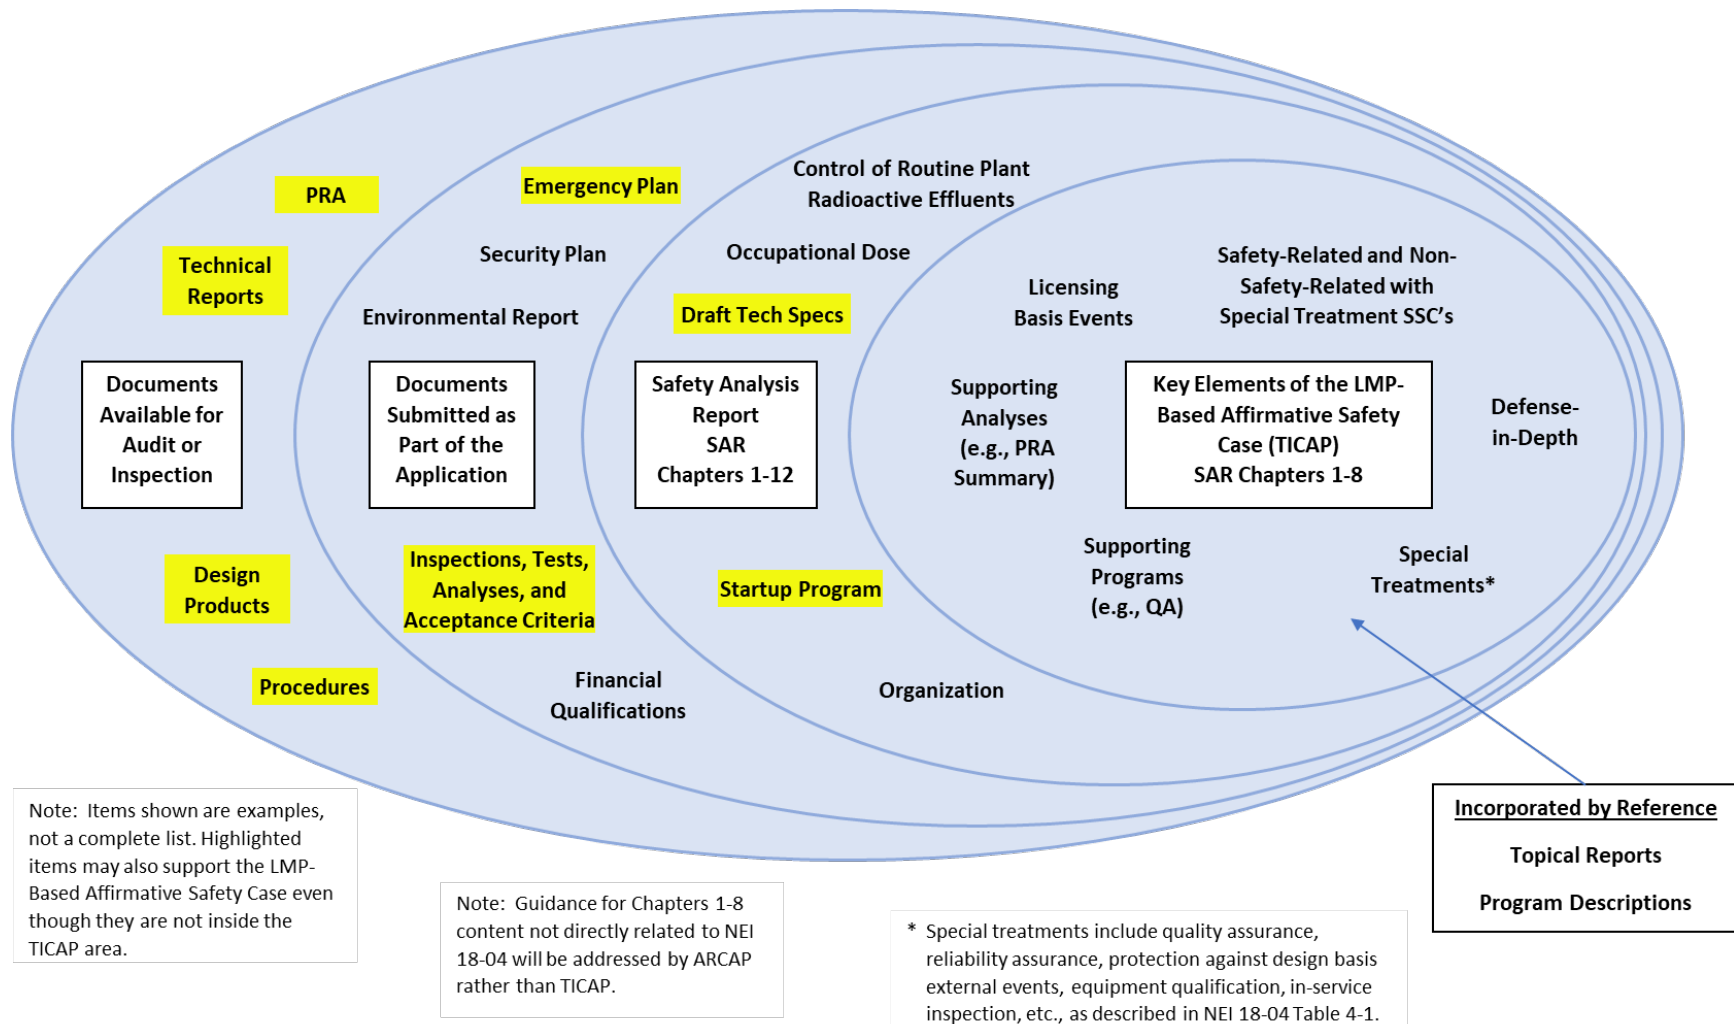 PRA
Technical
Reports
Documents
Available for
Audit or
Inspection
Design
Products
Procedures
Emergency Plan
Security Plan
Environmental Report
Documents
Submitted as
Part of the
Application
Inspections, Tests,
Analyses, and
Acceptance Criteria
Financial
Qualifications
Control of Routine Plant
Radioactive Effluents
Occupational Dose
Draft Tech Specs
Safety Analysis
Report
SAR
Chapters 1-12
Startup Program
Organization
Licensing
Basis Events
Safety-Related and Non-
Safety-Related with
Special Treatment SSC's
Supporting
Analyses
(e.g., PRA
Summary)
Key Elements of the LMP-
Based Affirmative Safety
Case (TICAP)
SAR Chapters 1-8
Defense-
in-Depth
Supporting
Programs
(e.g., QA)
Special
Treatments*
Incorporated by Reference
Topical Reports
Program Descriptions
Note: Items shown are examples,
not a complete list. Highlighted
items may also support the LMP-
Based Affirmative Safety Case even
though they are not inside the
TICAP area.
Note: Guidance for Chapters 1-8
content not directly related to NEI
18-04 will be addressed by ARCAP
rather than TICAP.
* Special treatments include quality assurance,
reliability assurance, protection against design basis
external events, equipment qualification, in-service
inspection, etc., as described in NEI 18-04 Table 4-1.